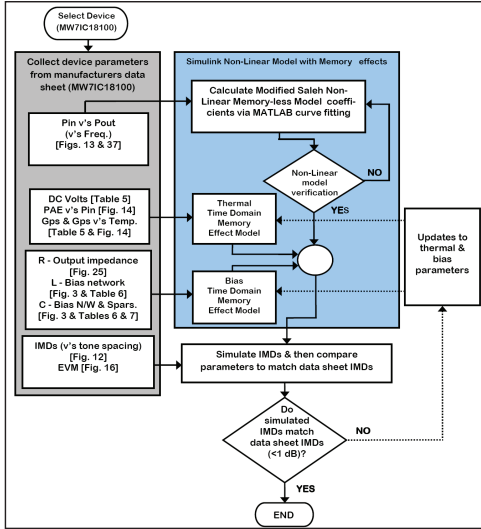 Select Device
(MW7IC18100)
Collect device parameters
from manufacturers data
sheet (MW7IC18100)
Pin v's Pout
(v's Freq.)
[Figs. 13 & 37]
DC Volts [Table 5]
PAE v's Pin [Fig. 14]
Gps & Gps v's Temp.
[Table 5 & Fig. 14]
R - Output impedance
[Fig. 25]
L - Bias network
[Fig. 3 & Table 6]
C - Bias N/W & Spars.
[Fig. 3 & Tables 6 & 7]
IMDs (v's tone spacing)
[Fig. 12]
EVM [Fig. 16]
Simulink Non-Linear Model with Memory effects
Calculate Modified Saleh Non-
Linear Memory-less Model coeffi-
cients via MATLAB curve fitting
Non-Linear
model
verification
NO
YES
Thermal
Time Domain
Memory
Effect Model
Bias
Time Domain
Memory
Effect Model
Updates to
thermal &
bias
parameters
Simulate IMDs & then compare
parameters to match data sheet IMDs
Do
simulated
IMDs match
data sheet IMDs
(<1 dB)?
NO
YES
END